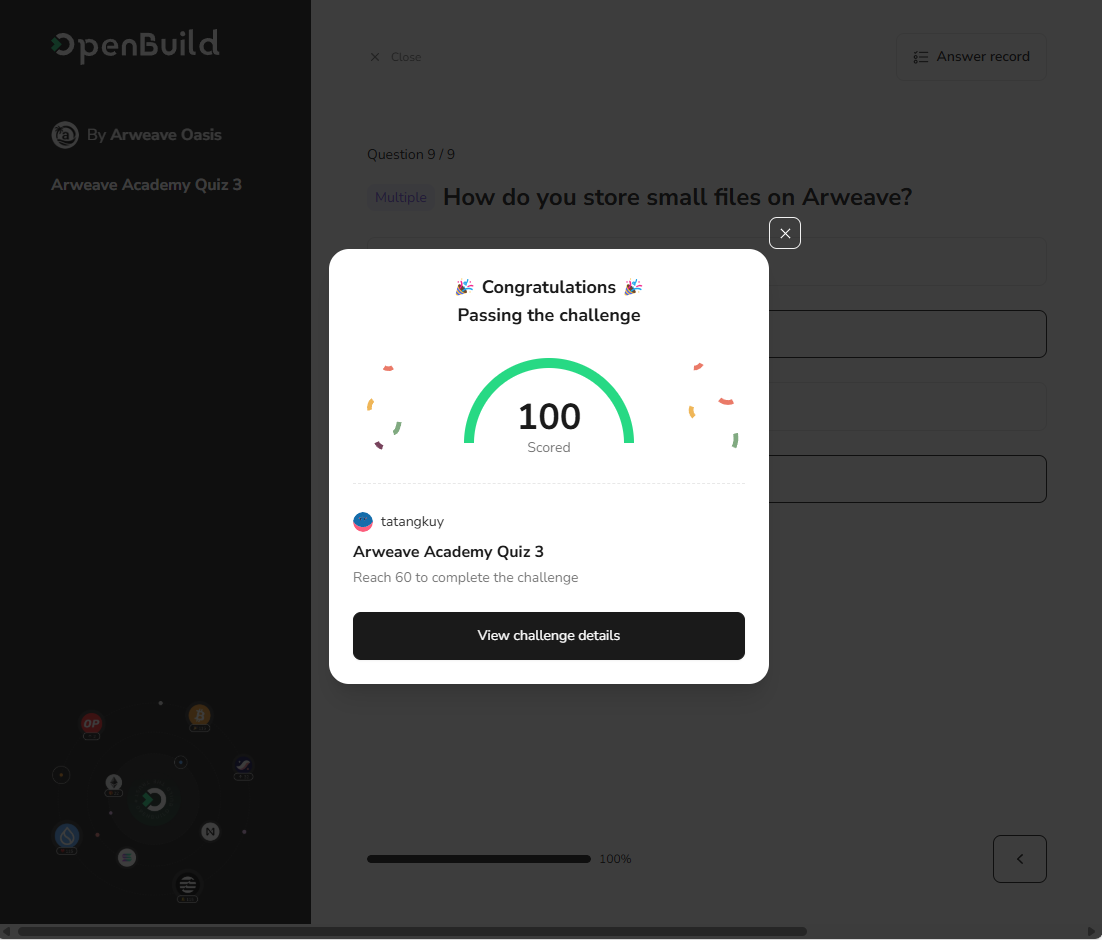 OpenBuild
By Arweave Oasis
Arweave Academy Quiz 3
Close
Answer record
Question 9 / 9
Multiple How do you store small files on Arweave?
🎉 Congratulations 🎉
Passing the challenge
100
Scored
tatangkuy
Arweave Academy Quiz 3
Reach 60 to complete the challenge
View challenge details
OP
100%